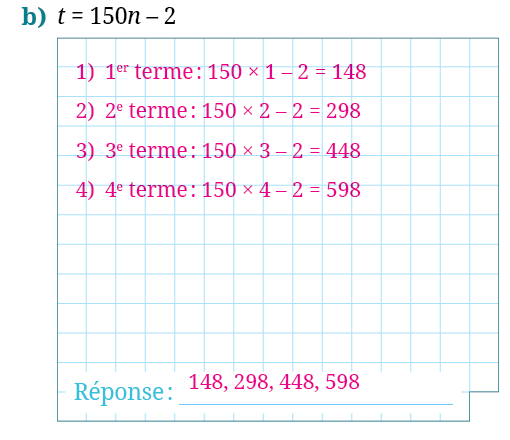 b) t = 150n – 2
1) 1er terme : 150 × 1 – 2 = 148
2) 2e terme : 150 × 2 – 2 = 298
3) 3e terme : 150 × 3 – 2 = 448
4) 4e terme : 150 × 4 – 2 = 598
Réponse : 148, 298, 448, 598